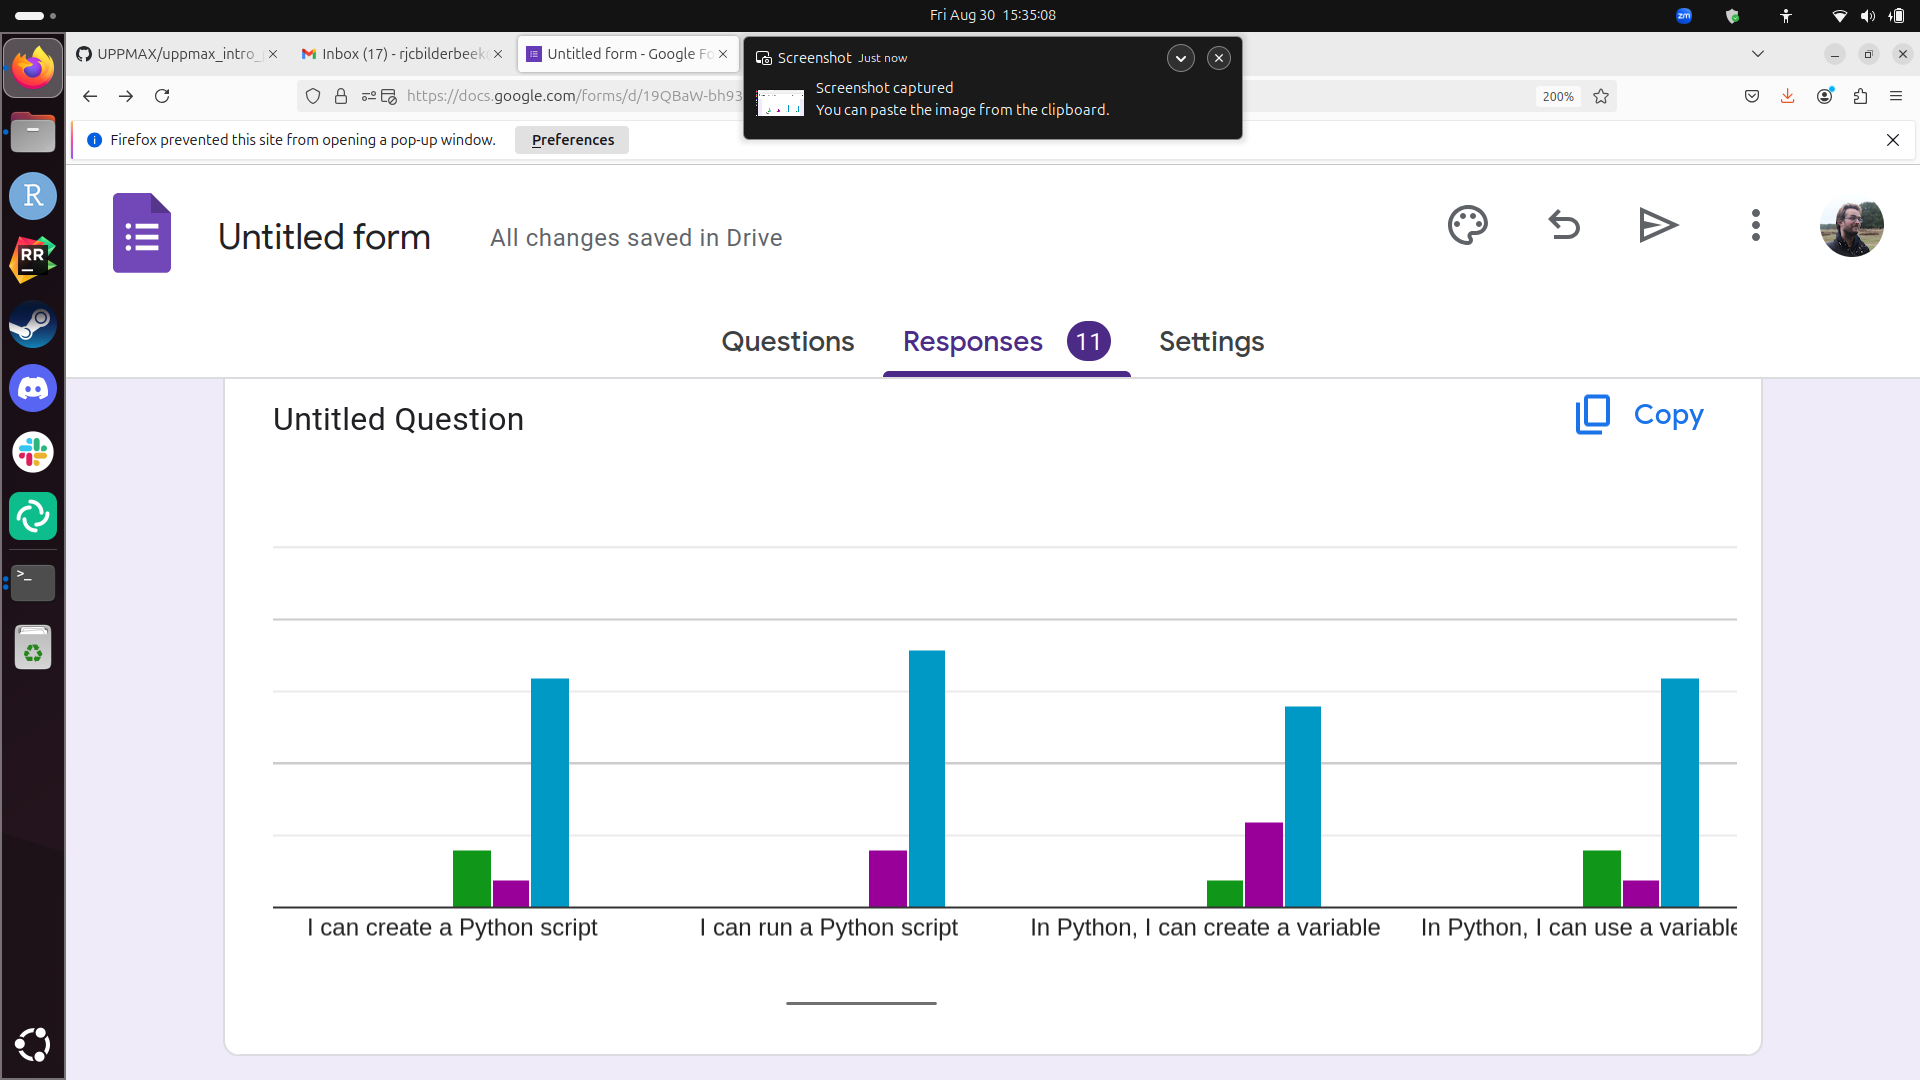 Fri Aug 30 15:35:08
zm
UPPMAX/uppmax_intro_
Inbox (17) - rjcbilderbeek
Untitled form - Google Fo
Screenshot Just now
Screenshot captured
You can paste the image from the clipboard.
https://docs.google.com/forms/d/19QBaW-bh93
200%
Firefox prevented this site from opening a pop-up window.
Preferences
R
RR
>_
Untitled form
All changes saved in Drive
Questions
Responses 11
Settings
Untitled Question
Copy
I can create a Python script
I can run a Python script
In Python, I can create a variable
In Python, I can use a variable